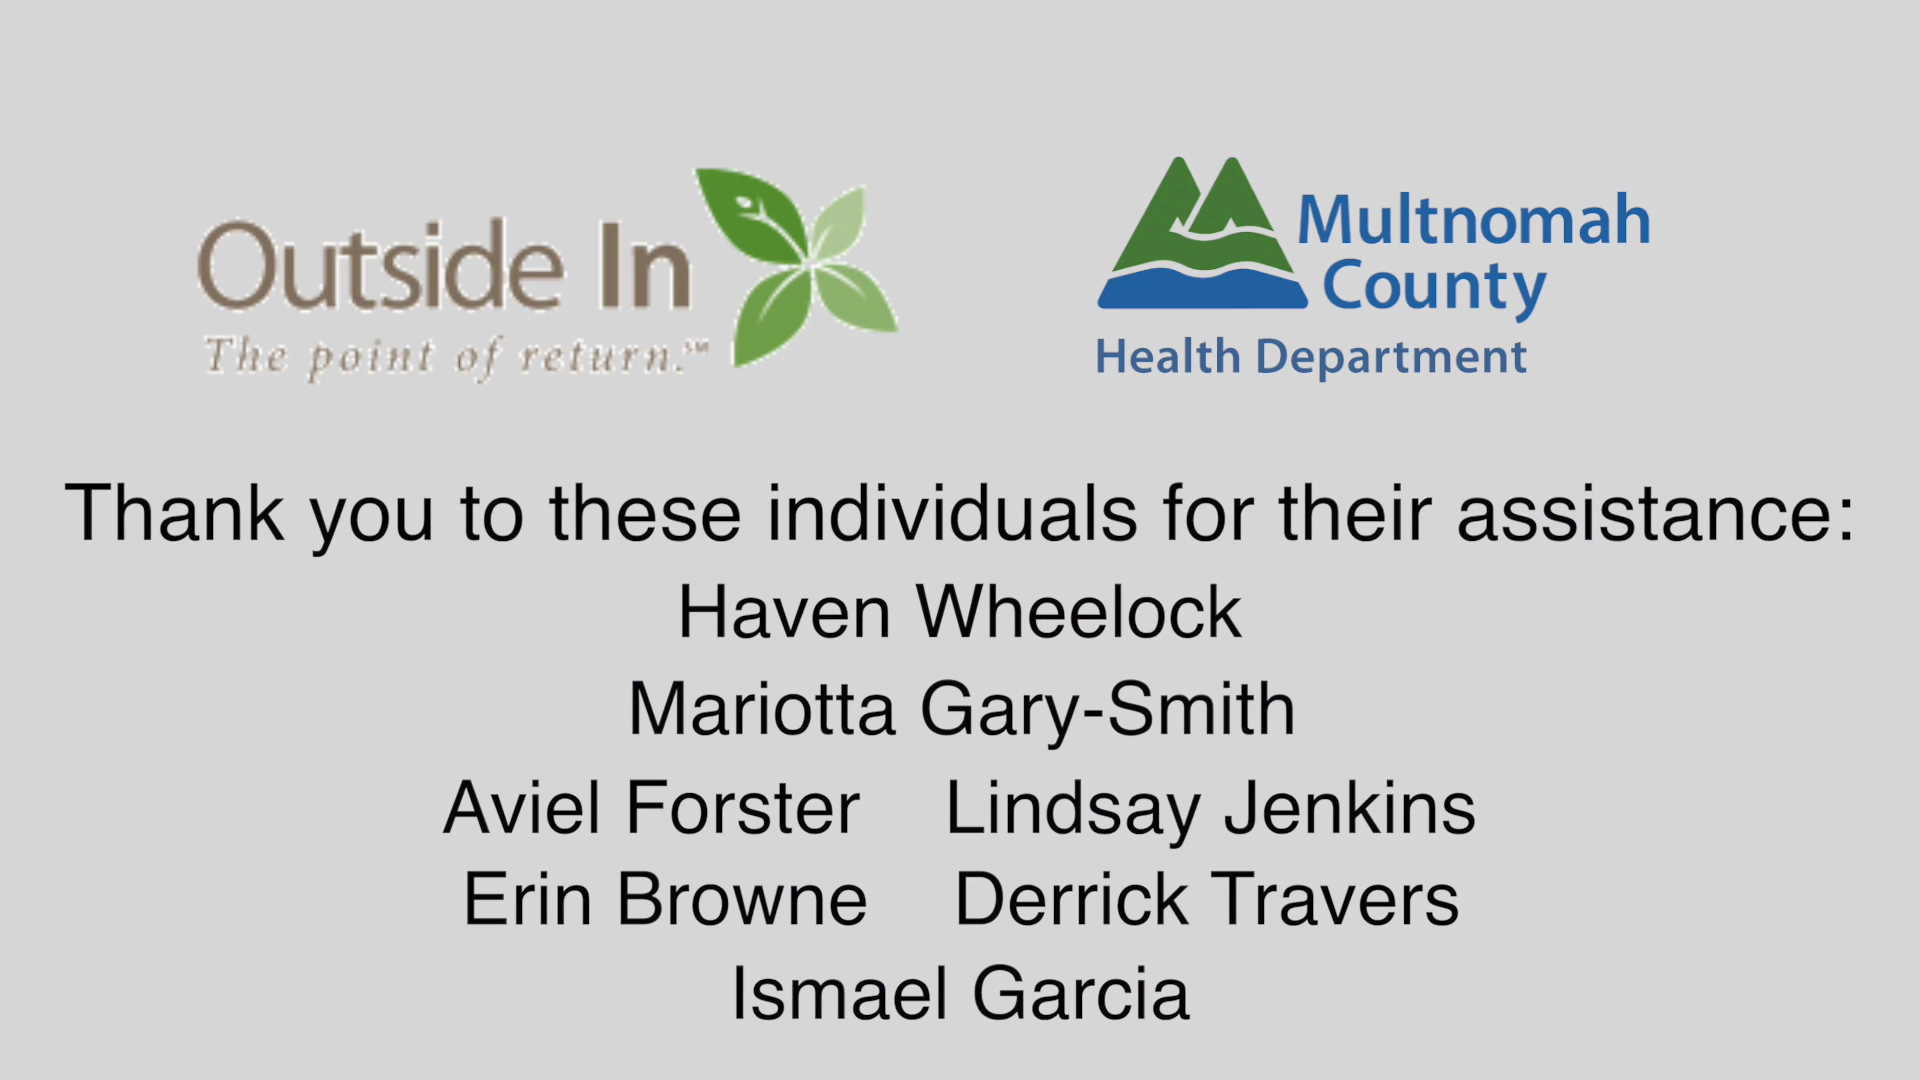 Outside In
The point of return.℠
Multnomah
County
Health Department
Thank you to these individuals for their assistance:
Haven Wheelock
Mariotta Gary-Smith
Aviel Forster Lindsay Jenkins
Erin Browne Derrick Travers
Ismael Garcia